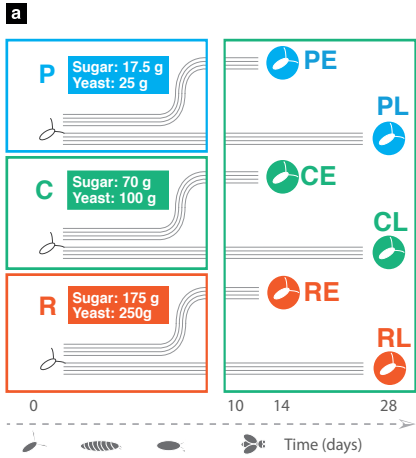 a
P
Sugar: 17.5 g
Yeast: 25 g
PE
PL
C
Sugar: 70 g
Yeast: 100 g
CE
CL
R
Sugar: 175 g
Yeast: 250g
RE
RL
0 10 14 28
Time (days)